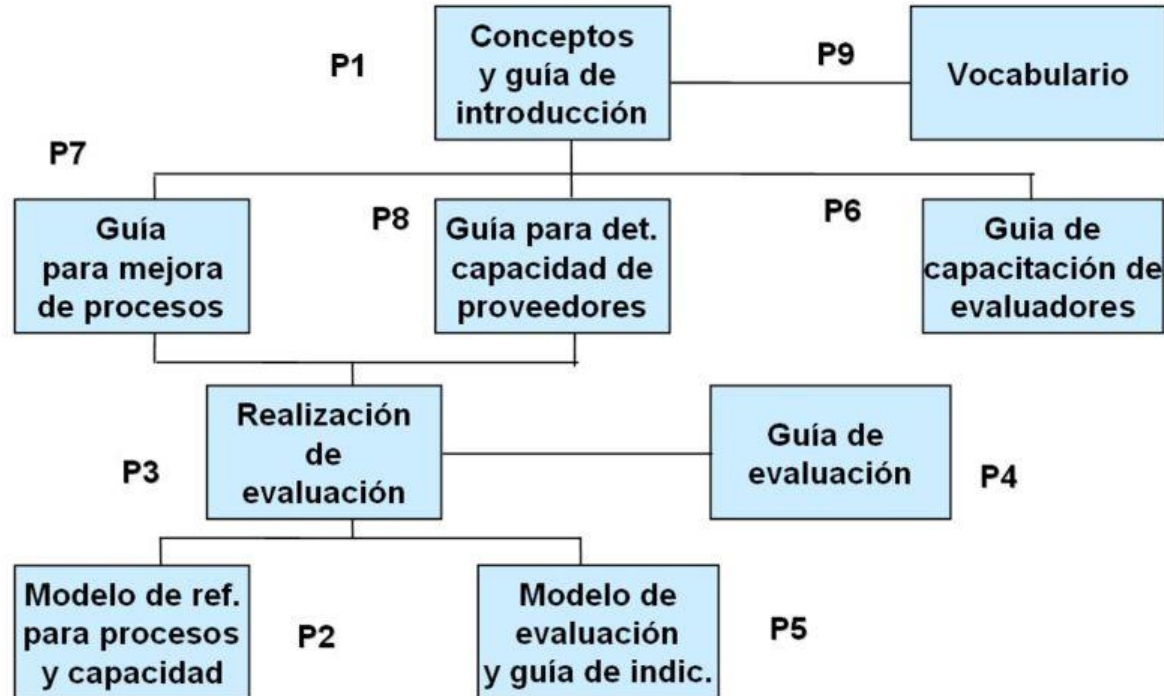 P1
Conceptos
y guía de
introducción
P9
Vocabulario
P7
Guía
para mejora
de procesos
P8
Guía para det.
capacidad de
proveedores
P6
Guia de
capacitación de
evaluadores
P3
Realización
de
evaluación
Guía de
evaluación
P4
Modelo de ref.
para procesos
y capacidad
P2
Modelo de
evaluación
y guía de indic.
P5